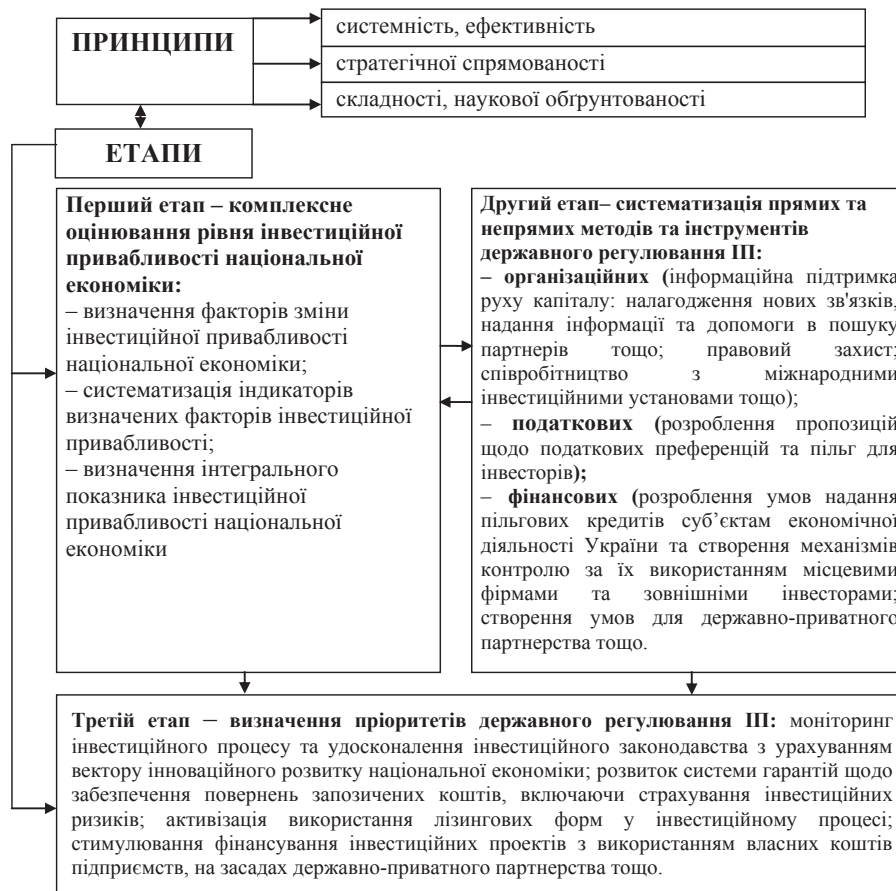 ПРИНЦИПИ
системність, ефективність
стратегічної спрямованості
складності, наукової обґрунтованості
ЕТАПИ
Перший етап – комплексне
оцінювання рівня інвестиційної
привабливості національної
економіки:
– визначення факторів зміни
інвестиційної привабливості
національної економіки;
– систематизація індикаторів
визначених факторів інвестиційної
привабливості;
– визначення інтегрального
показника інвестиційної
привабливості національної
економіки
Другий етап– систематизація прямих та
непрямих методів та інструментів
державного регулювання ІП:
– організаційних (інформаційна підтримка
руху капіталу: налагодження нових зв'язків,
надання інформації та допомоги в пошуку
партнерів тощо; правовий захист;
співробітництво з міжнародними
інвестиційними установами тощо);
– податкових (розроблення пропозицій
щодо податкових преференцій та пільг для
інвесторів);
– фінансових (розроблення умов надання
пільгових кредитів суб’єктам економічної
діяльності України та створення механізмів
контролю за їх використанням місцевими
фірмами та зовнішніми інвесторами;
створення умов для державно-приватного
партнерства тощо.
Третій етап – визначення пріоритетів державного регулювання ІП: моніторинг
інвестиційного процесу та удосконалення інвестиційного законодавства з урахуванням
вектору інноваційного розвитку національної економіки; розвиток системи гарантій щодо
забезпечення повернень запозичених коштів, включаючи страхування інвестиційних
ризиків; активізація використання лізингових форм у інвестиційному процесі;
стимулювання фінансування інвестиційних проектів з використанням власних коштів
підприємств, на засадах державно-приватного партнерства тощо.